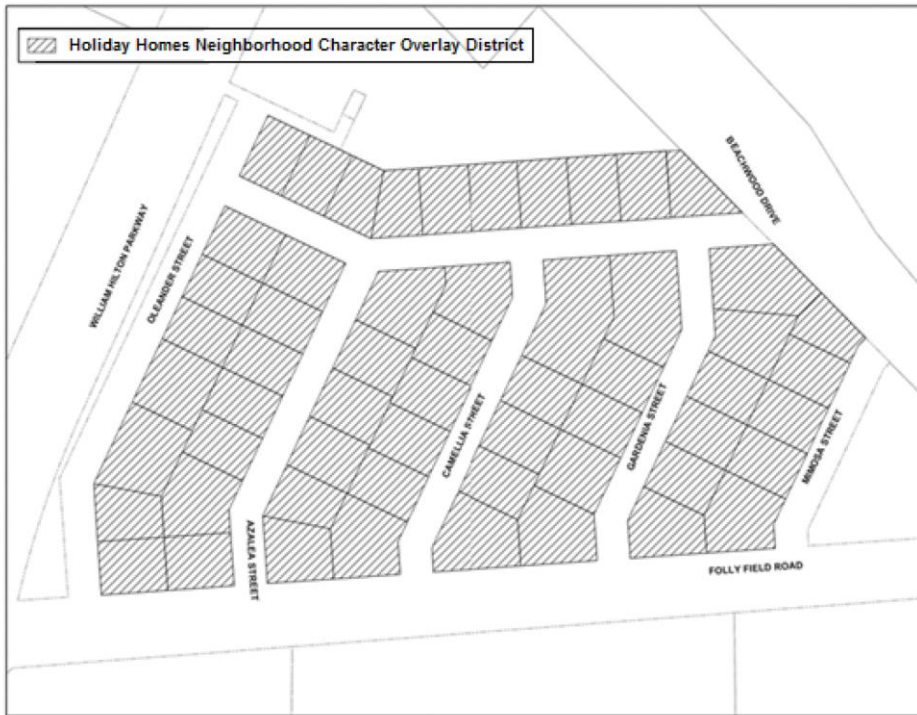 Holiday Homes Neighborhood Character Overlay District
BEACHWOOD DRIVE
WILLIAM HILTON PARKWAY
OLEANDER STREET
CAMELLIA STREET
GARDENIA STREET
MIMOSA STREET
AZALEA STREET
FOLLY FIELD ROAD